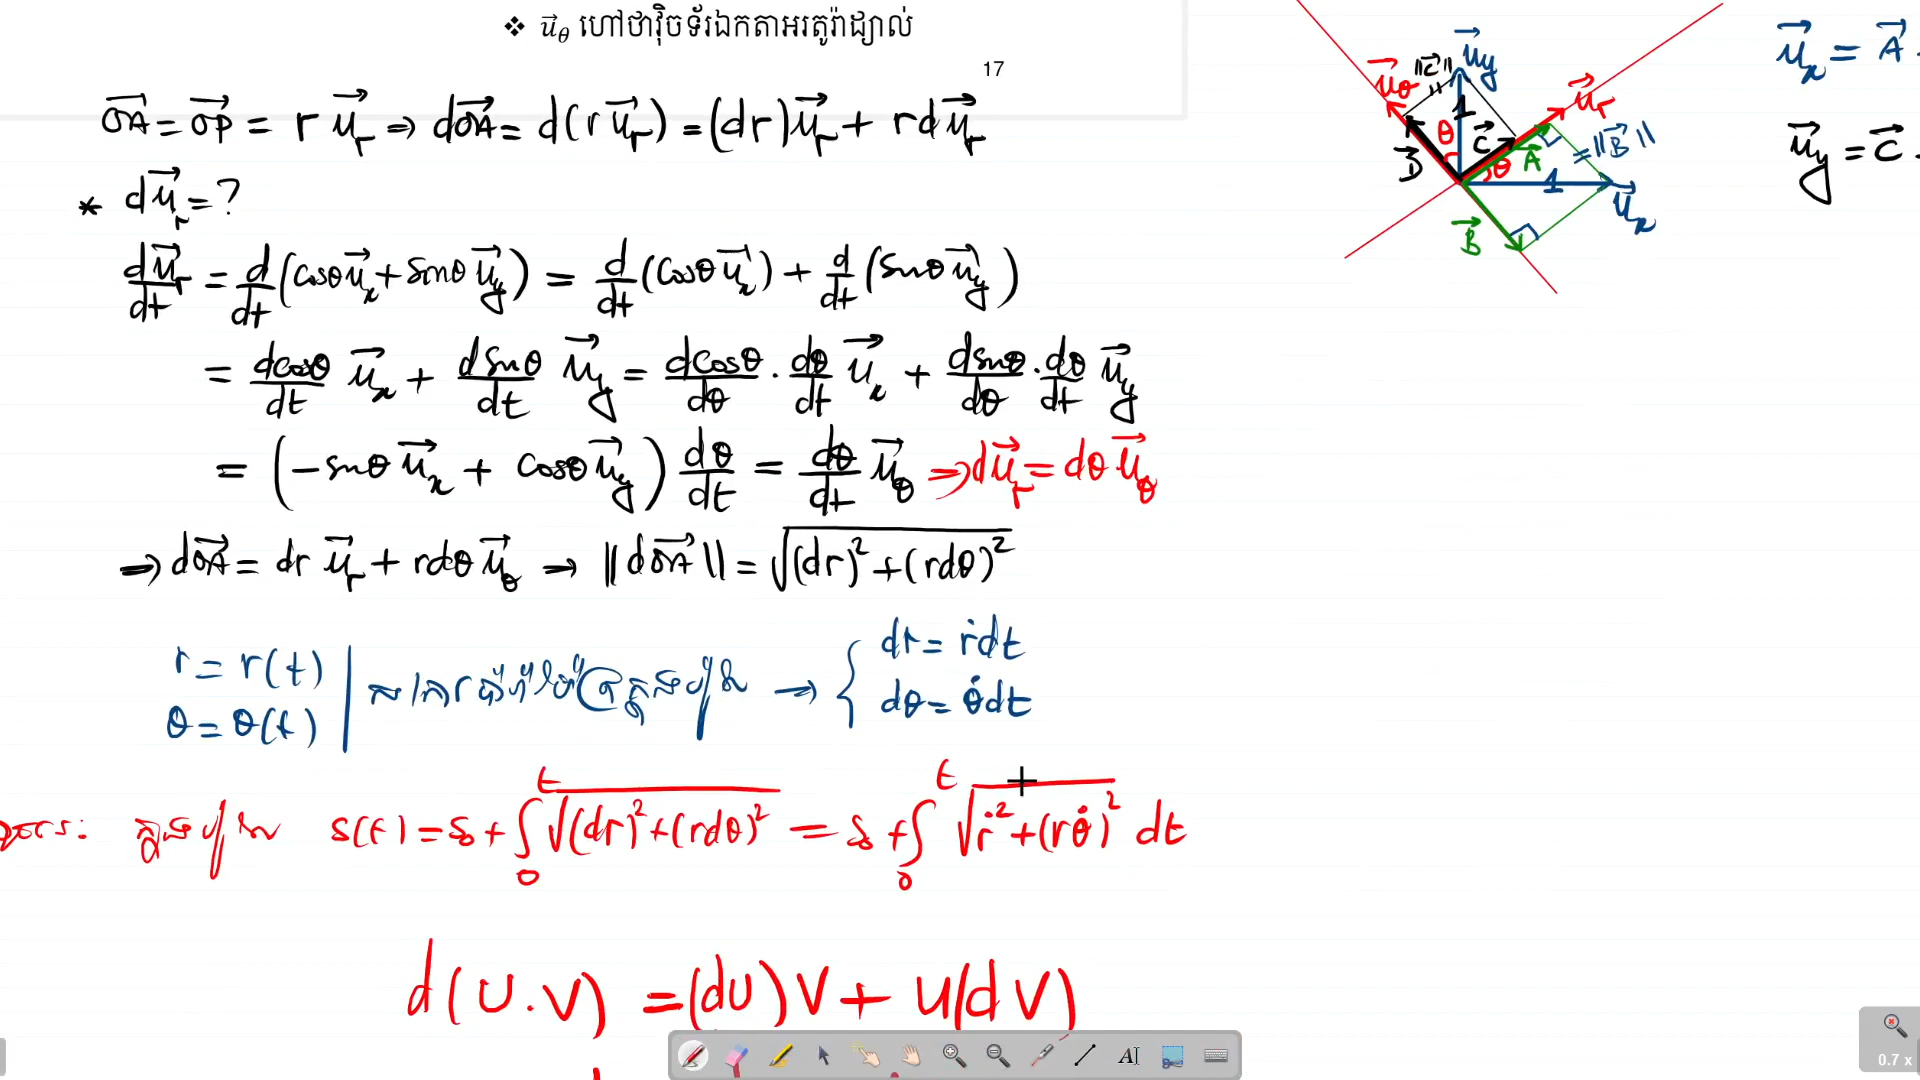 ❖ u⃗θ ហៅថាវ៉ិចទ័រឯកតាអរតូរ៉ាដ្យាល់
17
OA⃗ = OP⃗ = r u⃗r ⇒ dOA⃗ = d(r u⃗r) = (dr) u⃗r + r du⃗r
* du⃗r = ?
du⃗r/dt = d/dt (cosθ u⃗x + sinθ u⃗y) = d/dt (cosθ u⃗x) + d/dt (sinθ u⃗y)
= dcosθ/dt u⃗x + dsinθ/dt u⃗y = dcosθ/dθ · dθ/dt u⃗x + dsinθ/dθ · dθ/dt u⃗y
= (−sinθ u⃗x + cosθ u⃗y) dθ/dt = dθ/dt u⃗θ ⇒ du⃗r = dθ u⃗θ
⇒ dOA⃗ = dr u⃗r + rdθ u⃗θ → ‖dOA⃗‖ = √((dr)² + (rdθ)²)
r = r(t)
θ = θ(t)
→ { dr = ṙdt
dθ = θ̇dt
s(t) = s₀ + ∫₀ᵗ √((dr)² + (rdθ)²) = s₀ + ∫₀ᵗ √(ṙ² + (rθ̇)²) dt
d(U.V) = (dU)V + U(dV)
u⃗θ ‖C⃗‖ u⃗y u⃗r
1 θ C⃗ A⃗ = ‖B⃗‖
D⃗ θ 1 u⃗x
B⃗
u⃗x = A⃗
u⃗y = C⃗
AI
0.7 x